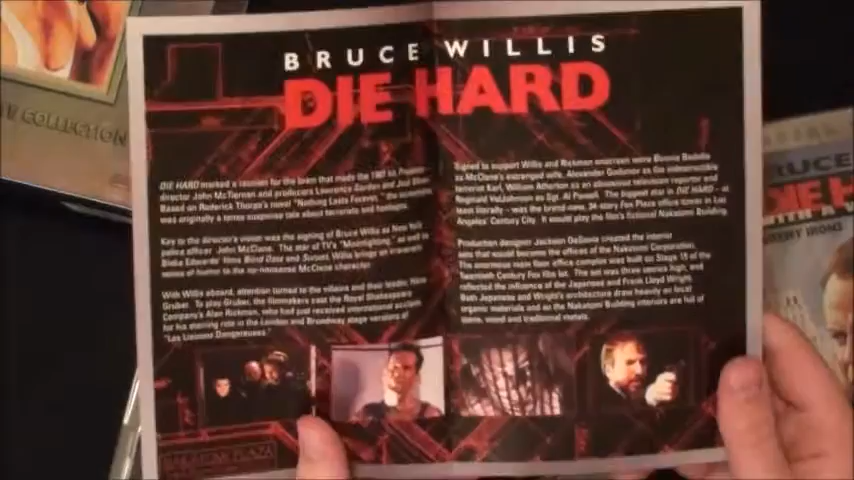 E COLLECTION
BRUCE WILLIS
DIE HARD
DIE HARD marked a reunion for the team that made the 1987 hit Predator:
director John McTiernan and producers Lawrence Gordon and Joel Silver.
Based on Roderick Thorp's novel "Nothing Lasts Forever," the screenplay
was originally a terse suspense tale about terrorists and hostages.
Key to the director's vision was the signing of Bruce Willis as New York
police officer John McClane. The star of TV's "Moonlighting," as well as
Blake Edwards' films Blind Date and Sunset, Willis brings an irreverent
sense of humor to the no-nonsense McClane character.
With Willis aboard, attention turned to the villains and their leader, Hans
Gruber. To play Gruber, the filmmakers cast the Royal Shakespeare
Company's Alan Rickman, who had just received international
for his starring role in the London and Broadway stage versions of
"Les Liaisons Dangereuses."
Signed to support Willis and Rickman onscreen were Bonnie Bedelia
as McClane's estranged wife, Alexander Godunov as the indestructible
terrorist Karl, William Atherton as an unctuous television reporter and
Reginald VelJohnson as Sgt. Al Powell. The biggest star in DIE HARD – at
least literally – was the brand-new, 34-story Fox Plaza office tower in Los
Angeles' Century City. It would play the film's fictional Nakatomi Building.
Production designer Jackson DeGovia created the interior
sets that would become the offices of the Nakatomi Corporation.
The enormous main floor office complex was built on Stage 15 of the
Twentieth Century Fox film lot. The set was three stories high, and
reflected the influence of the Japanese and Frank Lloyd Wright.
Both Japanese and Wright's architecture draw heavily on local
organic materials and so the Nakatomi Building interiors are full of
stone, wood and traditional metals.
NAKATOMI PLAZA
BRUCE
IE H
WITH A
JEREMY IRONS